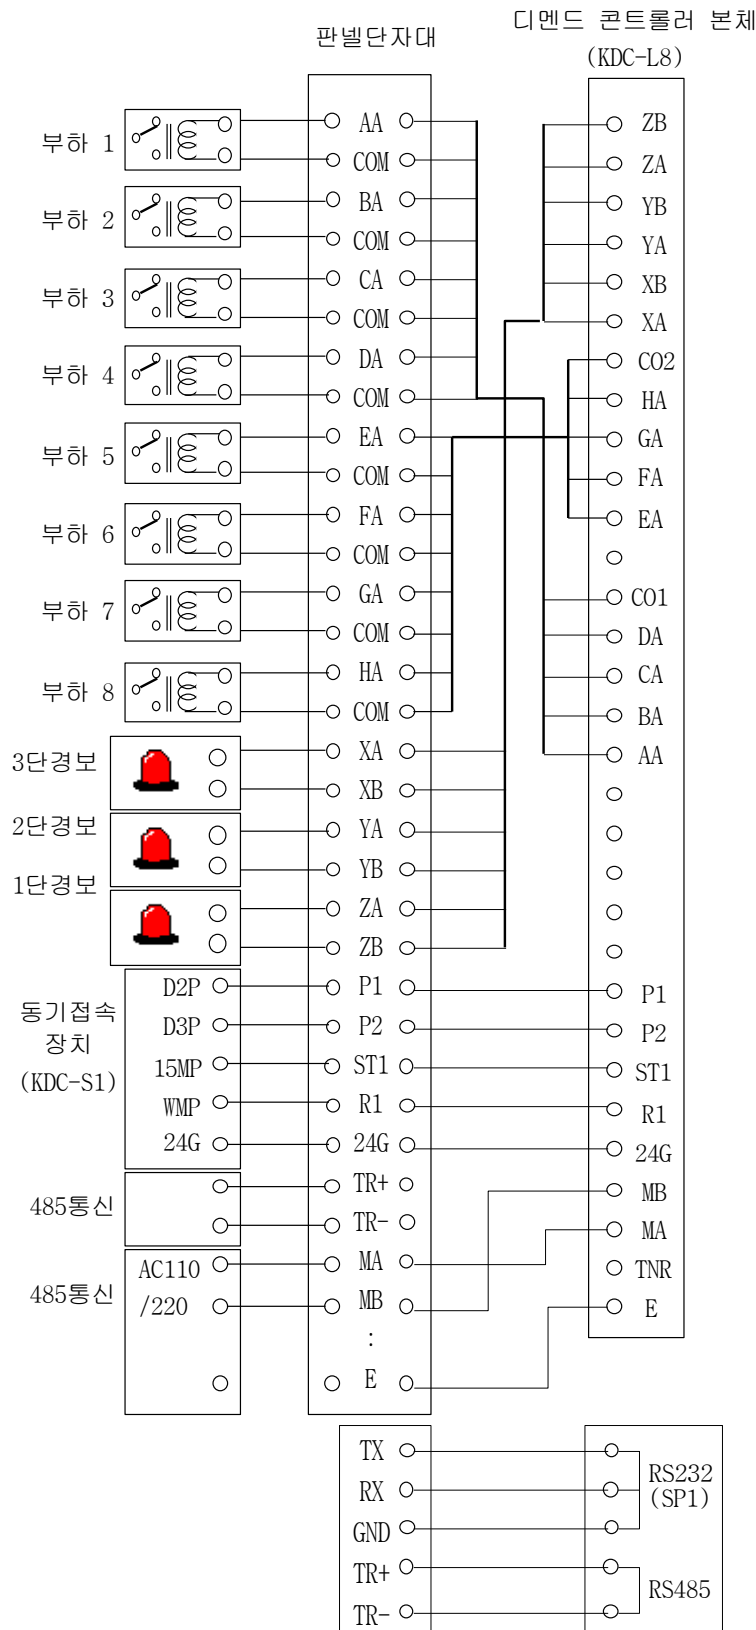 판넬단자대
디멘드 콘트롤러 본체
(KDC-L8)
부하 1
부하 2
부하 3
부하 4
부하 5
부하 6
부하 7
부하 8
3단경보
2단경보
1단경보
동기접속
장치
(KDC-S1)
D2P
D3P
15MP
WMP
24G
485통신
485통신
AC110
/220
AA
COM
BA
COM
CA
COM
DA
COM
EA
COM
FA
COM
GA
COM
HA
COM
XA
XB
YA
YB
ZA
ZB
P1
P2
ST1
R1
24G
TR+
TR-
MA
MB
:
E
ZB
ZA
YB
YA
XB
XA
CO2
HA
GA
FA
EA
CO1
DA
CA
BA
AA
P1
P2
ST1
R1
24G
MB
MA
TNR
E
TX
RX
GND
TR+
TR-
RS232
(SP1)
RS485